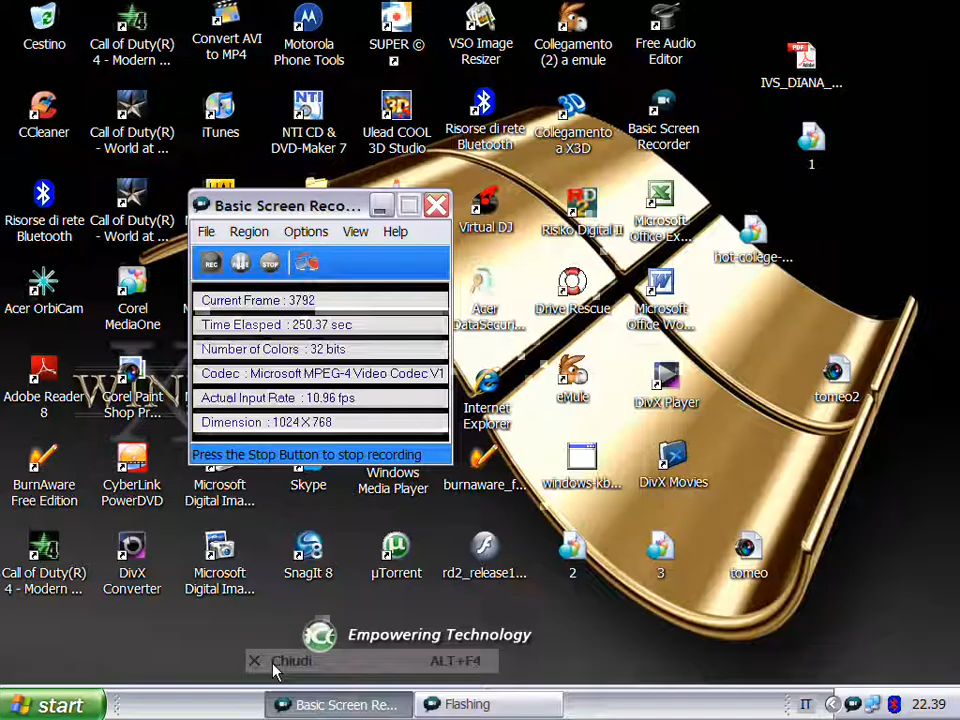 Cestino
Call of Duty(R)
4 - Modern ...
Convert AVI
to MP4
Motorola
Phone Tools
SUPER ©
VSO Image
Resizer
Collegamento
(2) a emule
Free Audio
Editor
IVS_DIANA_...
CCleaner
Call of Duty(R)
- World at ...
iTunes
NTI CD &
DVD-Maker 7
Ulead COOL
3D Studio
Risorse di rete
Bluetooth
Collegamento
a X3D
Basic Screen
Recorder
1
Risorse di rete
Bluetooth
Call of Duty(R)
- World at ...
Basic Screen Reco...
File Region Options View Help
REC
STOP
Current Frame : 3792
Time Elasped : 250.37 sec
Number of Colors : 32 bits
Codec : Microsoft MPEG-4 Video Codec V1
Actual Input Rate : 10.96 fps
Dimension : 1024 X 768
Press the Stop Button to stop recording
Virtual DJ
Risiko Digital II
Microsoft
Office Ex...
hot-colege-...
Acer OrbiCam
Corel
MediaOne
Acer
DataSecuri...
Drive Rescue
Microsoft
Office Wo...
Adobe Reader
8
Corel Paint
Shop Pr...
Internet
Explorer
eMule
DivX Player
tomeo2
BurnAware
Free Edition
CyberLink
PowerDVD
Microsoft
Digital Ima...
Skype
Windows
Media Player
burnaware_f...
windows-kb...
DivX Movies
Call of Duty(R)
4 - Modern ...
DivX
Converter
Microsoft
Digital Ima...
SnagIt 8
µTorrent
rd2_release1...
2
3
tomeo
Empowering Technology
Chiudi ALT+F4
start
Basic Screen Re...
Flashing
IT
22.39